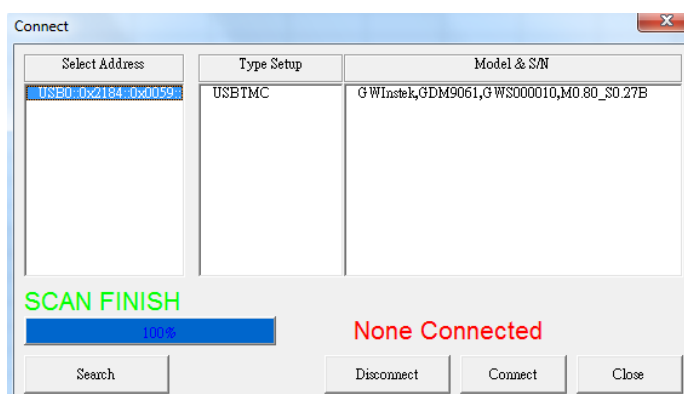 Connect
Select Address Type Setup Model & S/N
USB0::0x2184::0x0059:: USBTMC GWInstek,GDM9061,GWS000010,M0.80_S0.27B
SCAN FINISH
100% None Connected
Search Disconnect Connect Close